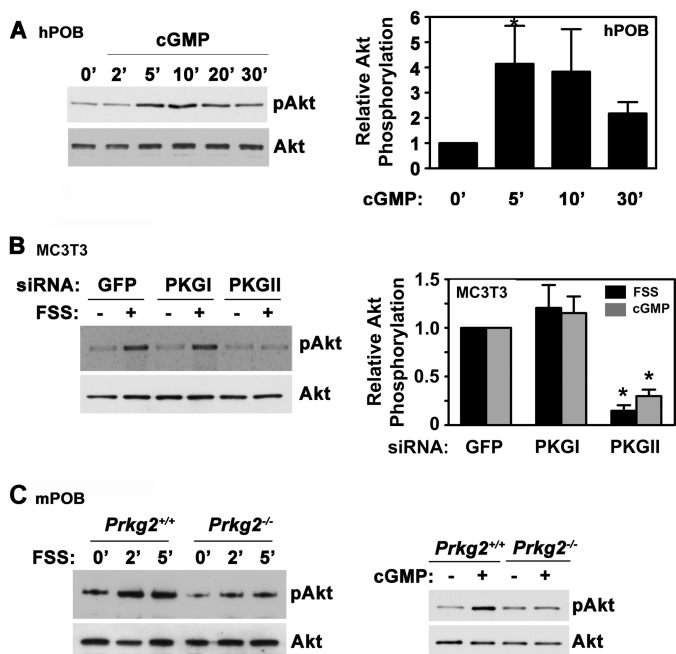 A hPOB
cGMP
0’ 2’ 5’ 10’ 20’ 30’
pAkt
Akt
Relative Akt
Phosphorylation
6
5
4
3
2
1
0
*
hPOB
cGMP: 0’ 5’ 10’ 30’
B MC3T3
siRNA: GFP PKGI PKGII
FSS: - + - + - +
pAkt
Akt
Relative Akt
Phosphorylation
1.5
1.0
0.5
0
MC3T3
FSS
cGMP
* *
siRNA: GFP PKGI PKGII
C mPOB
Prkg2+/+ Prkg2-/-
FSS: 0’ 2’ 5’ 0’ 2’ 5’
pAkt
Akt
Prkg2+/+ Prkg2-/-
cGMP: - + - +
pAkt
Akt